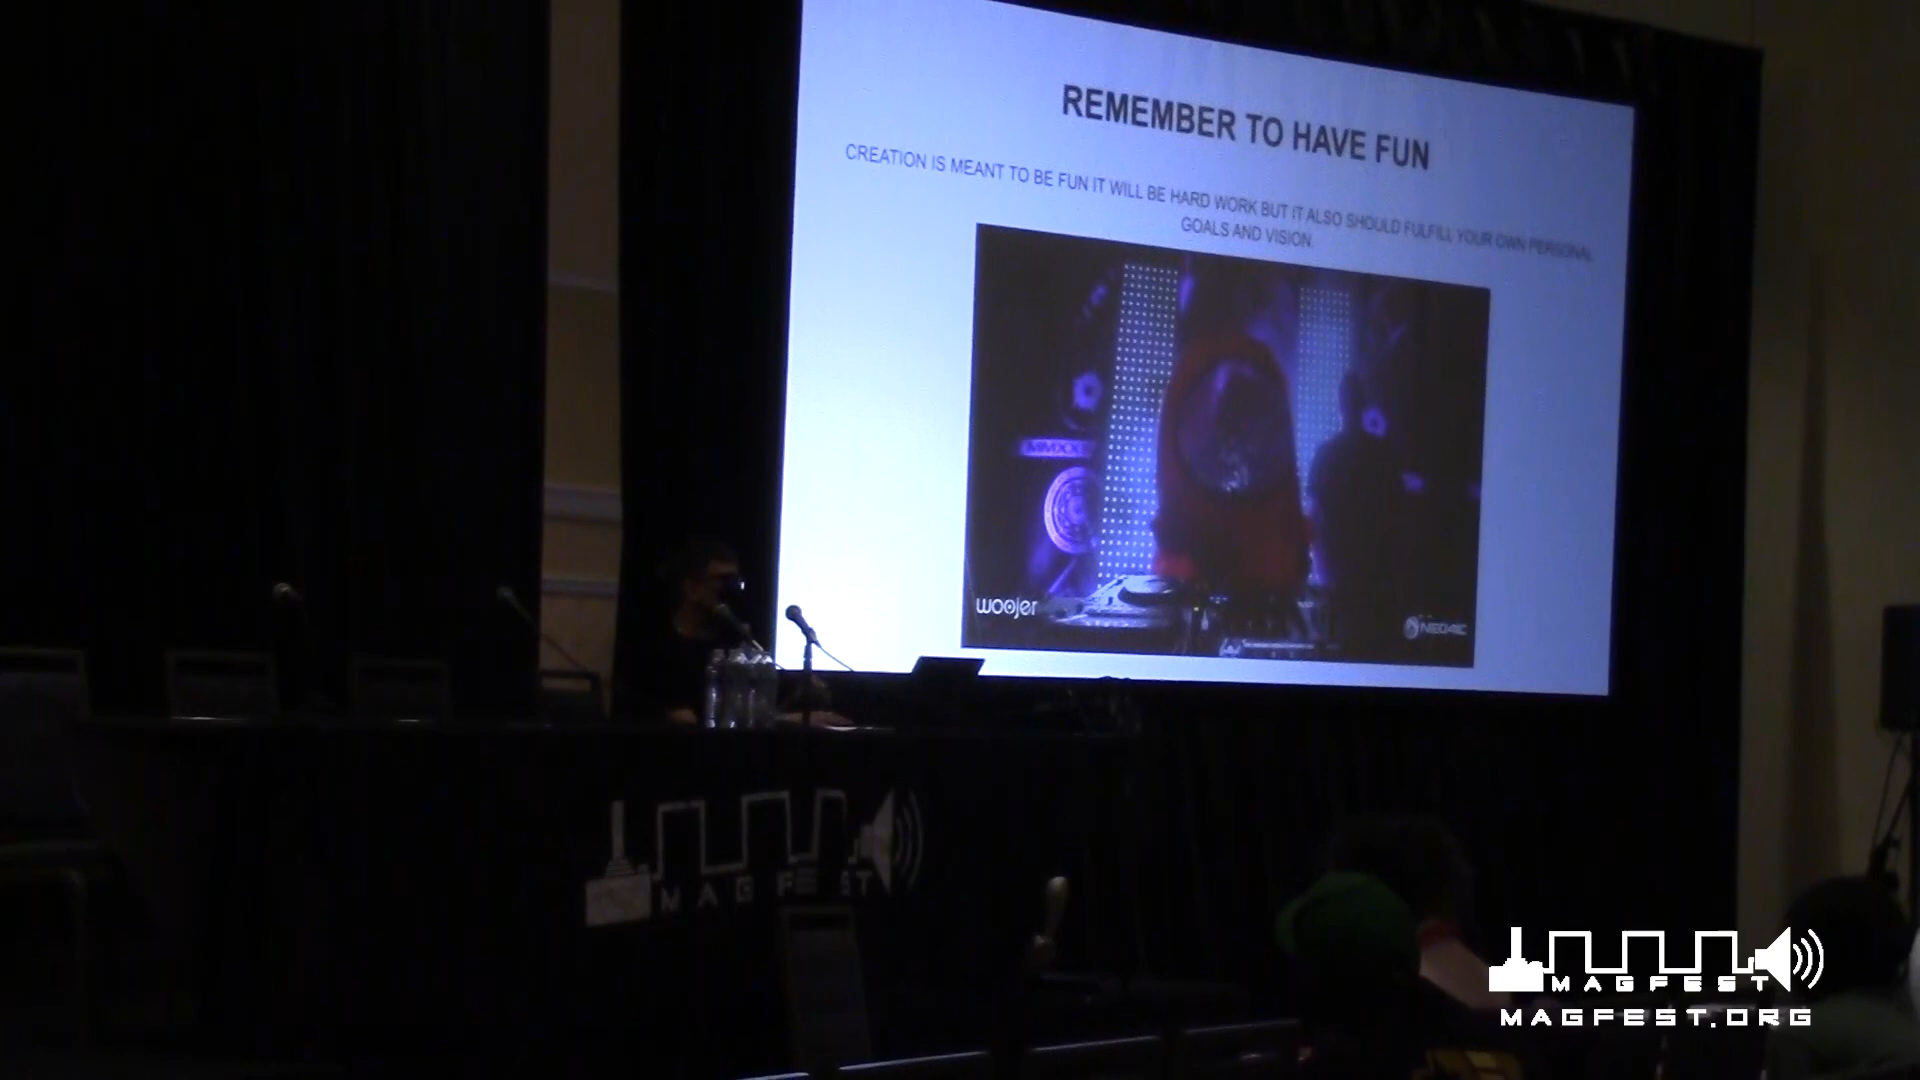 REMEMBER TO HAVE FUN
CREATION IS MEANT TO BE FUN IT WILL BE HARD WORK BUT IT ALSO SHOULD FULFILL YOUR OWN PERSONAL
GOALS AND VISION.
woojer
MAGFEST
MAGFEST
MAGFEST.ORG